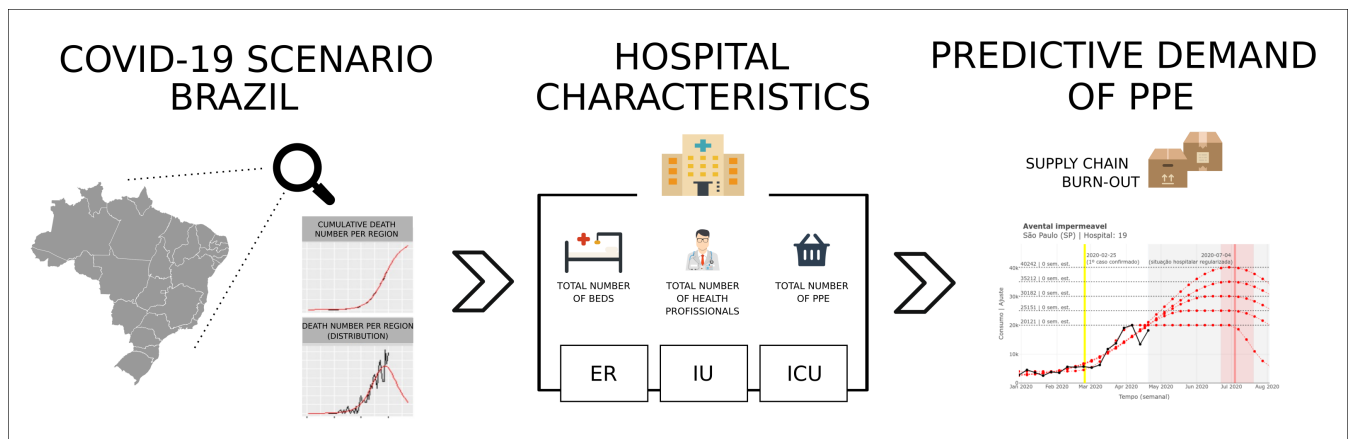 COVID-19 SCENARIO
BRAZIL
CUMULATIVE DEATH
NUMBER PER REGION
DEATH NUMBER PER REGION
(DISTRIBUTION)
HOSPITAL
CHARACTERISTICS
TOTAL NUMBER
OF BEDS
TOTAL NUMBER
OF HEALTH
PROFISSIONALS
TOTAL NUMBER
OF PPE
ER
IU
ICU
PREDICTIVE DEMAND
OF PPE
SUPPLY CHAIN
BURN-OUT
Avental impermeavel
São Paulo (SP) | Hospital: 19
2020-02-25
(1º caso confirmado)
2020-07-04
(situação hospitalar regularizada)
40242 | 0 sem. est.
35212 | 0 sem. est.
30182 | 0 sem. est.
25151 | 0 sem. est.
20121 | 0 sem. est.
40k
30k
20k
10k
0
Consumo | Ajuste
Jan 2020 Feb 2020 Mar 2020 Apr 2020 May 2020 Jun 2020 Jul 2020 Aug 2020
Tempo (semanal)